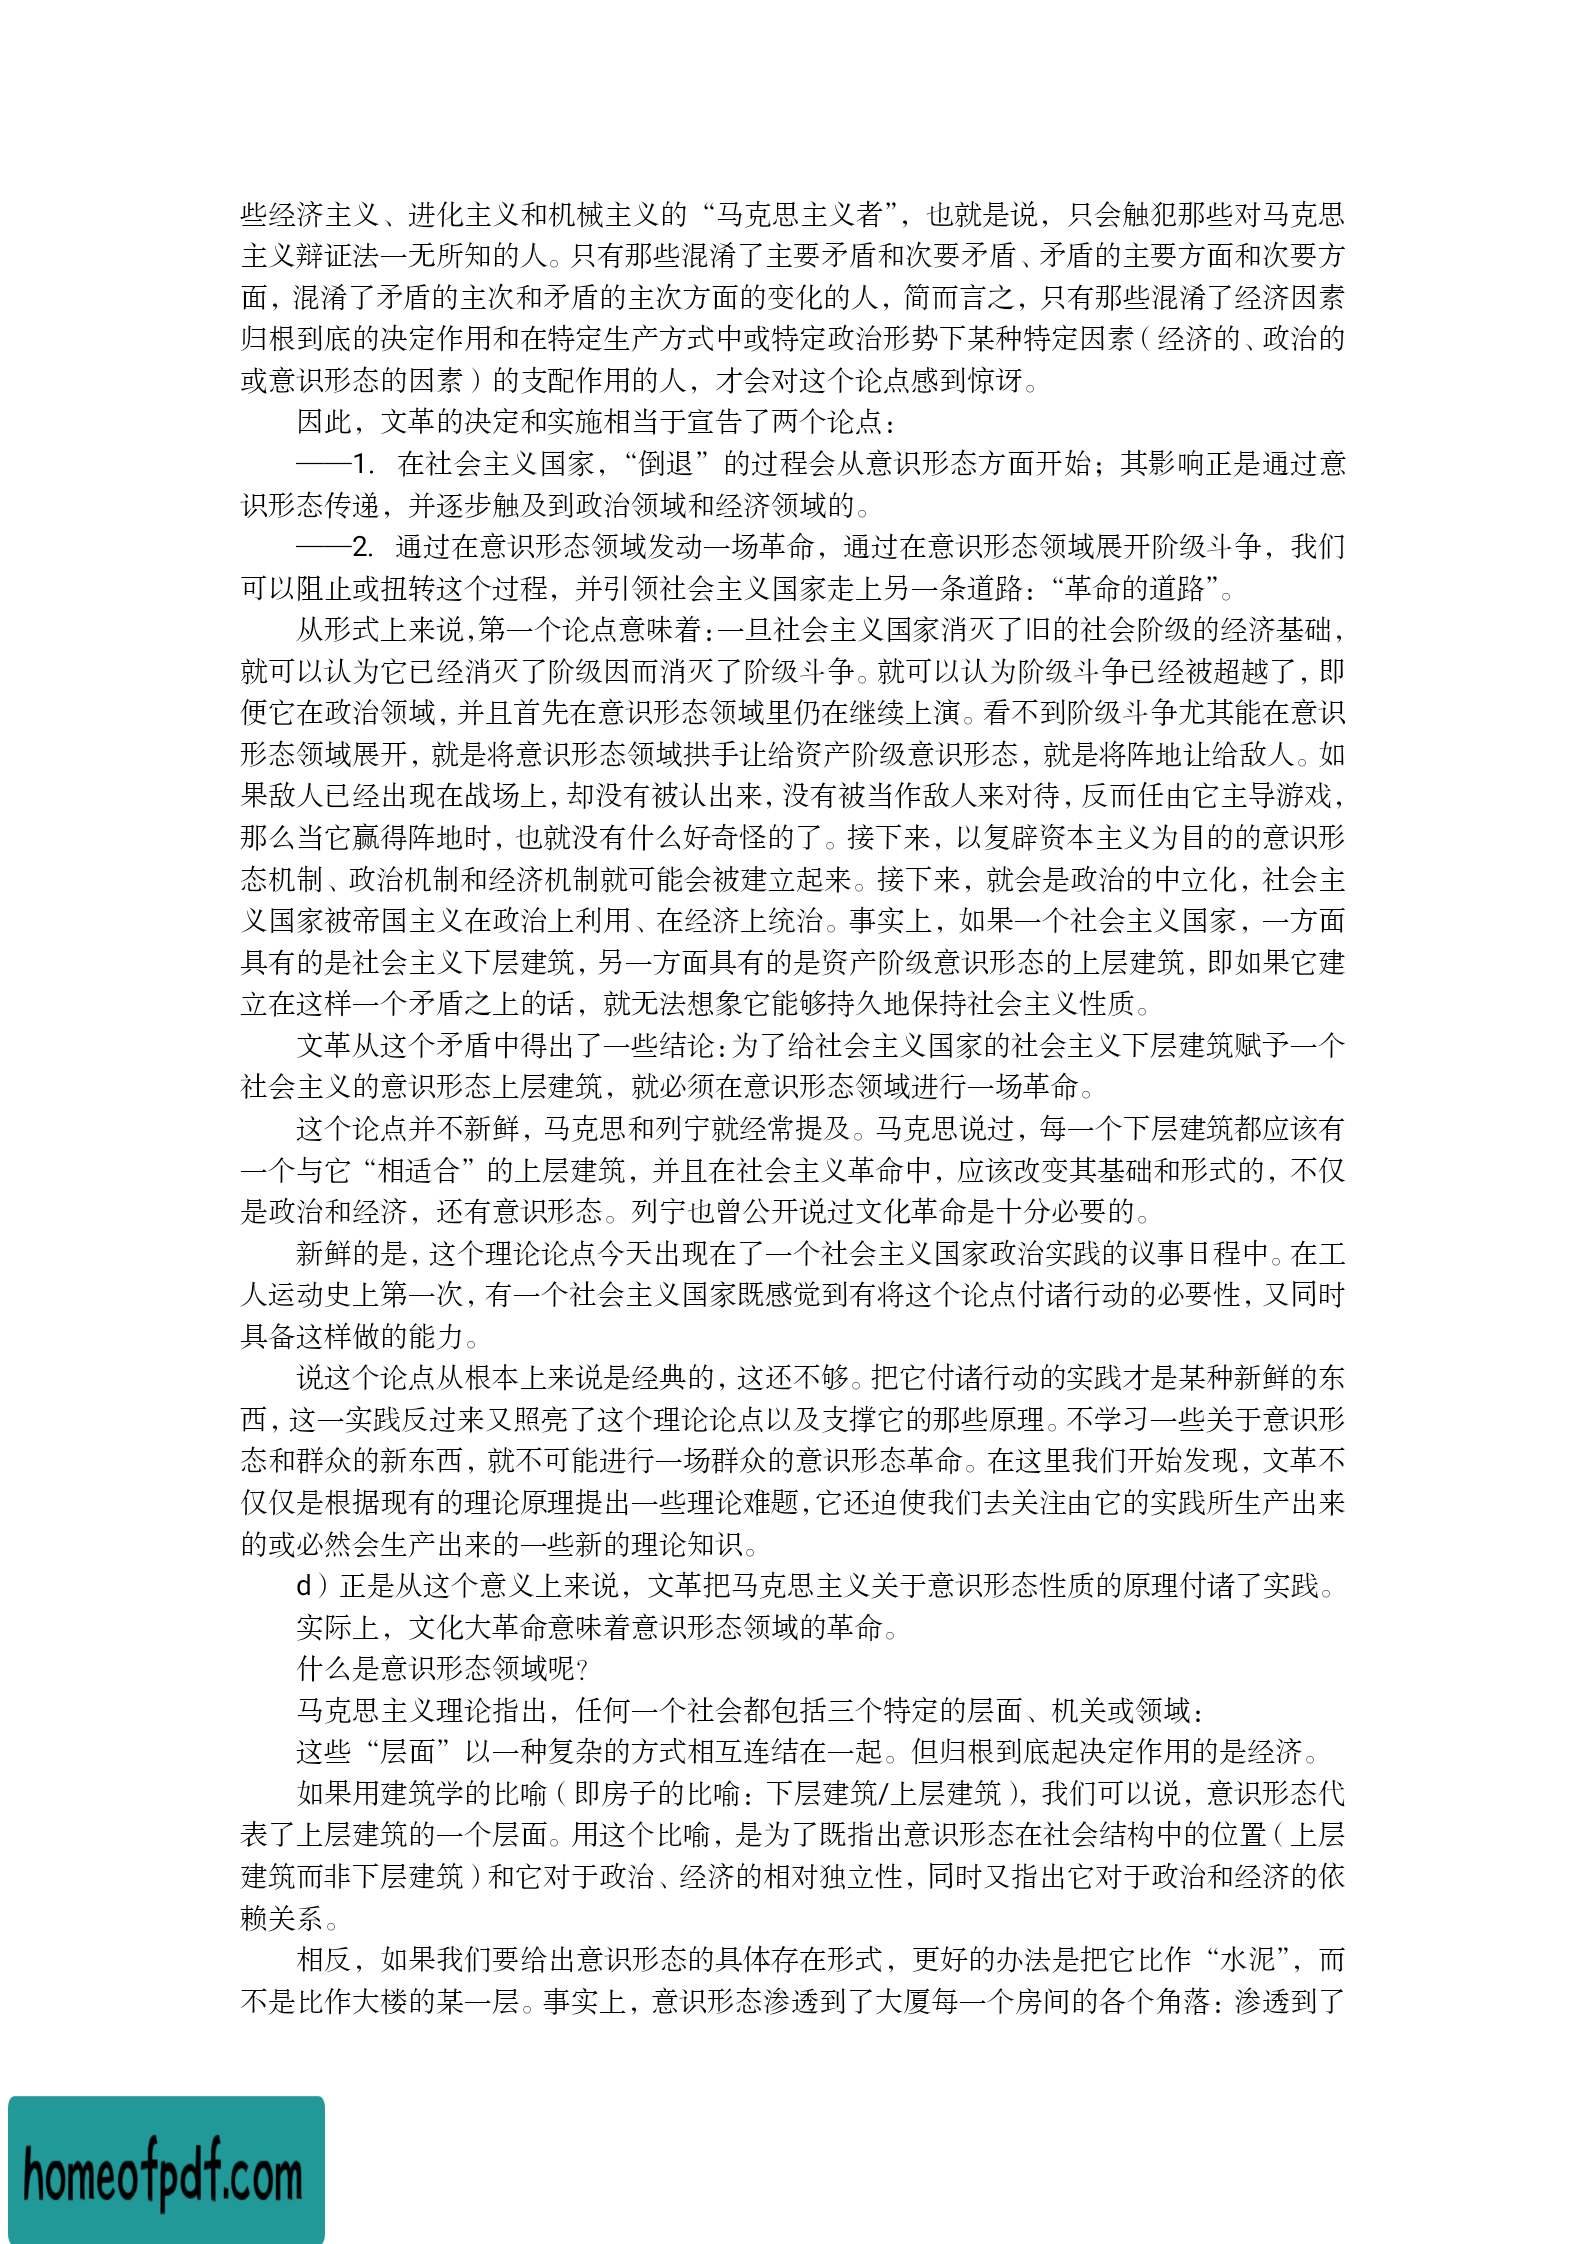 些经济主义、进化主义和机械主义的“马克思主义者”，也就是说，只会触犯那些对马克思
主义辩证法一无所知的人。只有那些混淆了主要矛盾和次要矛盾、矛盾的主要方面和次要方
面，混淆了矛盾的主次和矛盾的主次方面的变化的人，简而言之，只有那些混淆了经济因素
归根到底的决定作用和在特定生产方式中或特定政治形势下某种特定因素（经济的、政治的
或意识形态的因素）的支配作用的人，才会对这个论点感到惊讶。
因此，文革的决定和实施相当于宣告了两个论点：
——1. 在社会主义国家，“倒退”的过程会从意识形态方面开始；其影响正是通过意
识形态传递，并逐步触及到政治领域和经济领域的。
——2. 通过在意识形态领域发动一场革命，通过在意识形态领域展开阶级斗争，我们
可以阻止或扭转这个过程，并引领社会主义国家走上另一条道路：“革命的道路”。
从形式上来说，第一个论点意味着：一旦社会主义国家消灭了旧的社会阶级的经济基础，
就可以认为它已经消灭了阶级因而消灭了阶级斗争。就可以认为阶级斗争已经被超越了，即
便它在政治领域，并且首先在意识形态领域里仍在继续上演。看不到阶级斗争尤其能在意识
形态领域展开，就是将意识形态领域拱手让给资产阶级意识形态，就是将阵地让给敌人。如
果敌人已经出现在战场上，却没有被认出来，没有被当作敌人来对待，反而任由它主导游戏，
那么当它赢得阵地时，也就没有什么好奇怪的了。接下来，以复辟资本主义为目的的意识形
态机制、政治机制和经济机制就可能会被建立起来。接下来，就会是政治的中立化，社会主
义国家被帝国主义在政治上利用、在经济上统治。事实上，如果一个社会主义国家，一方面
具有的是社会主义下层建筑，另一方面具有的是资产阶级意识形态的上层建筑，即如果它建
立在这样一个矛盾之上的话，就无法想象它能够持久地保持社会主义性质。
文革从这个矛盾中得出了一些结论：为了给社会主义国家的社会主义下层建筑赋予一个
社会主义的意识形态上层建筑，就必须在意识形态领域进行一场革命。
这个论点并不新鲜，马克思和列宁就经常提及。马克思说过，每一个下层建筑都应该有
一个与它“相适合”的上层建筑，并且在社会主义革命中，应该改变其基础和形式的，不仅
是政治和经济，还有意识形态。列宁也曾公开说过文化革命是十分必要的。
新鲜的是，这个理论论点今天出现在了一个社会主义国家政治实践的议事日程中。在工
人运动史上第一次，有一个社会主义国家既感觉到有将这个论点付诸行动的必要性，又同时
具备这样做的能力。
说这个论点从根本上来说是经典的，这还不够。把它付诸行动的实践才是某种新鲜的东
西，这一实践反过来又照亮了这个理论论点以及支撑它的那些原理。不学习一些关于意识形
态和群众的新东西，就不可能进行一场群众的意识形态革命。在这里我们开始发现，文革不
仅仅是根据现有的理论原理提出一些理论难题，它还迫使我们去关注由它的实践所生产出来
的或必然会生产出来的一些新的理论知识。
d）正是从这个意义上来说，文革把马克思主义关于意识形态性质的原理付诸了实践。
实际上，文化大革命意味着意识形态领域的革命。
什么是意识形态领域呢？
马克思主义理论指出，任何一个社会都包括三个特定的层面、机关或领域：
这些“层面”以一种复杂的方式相互连结在一起。但归根到底起决定作用的是经济。
如果用建筑学的比喻（即房子的比喻：下层建筑/上层建筑），我们可以说，意识形态代
表了上层建筑的一个层面。用这个比喻，是为了既指出意识形态在社会结构中的位置（上层
建筑而非下层建筑）和它对于政治、经济的相对独立性，同时又指出它对于政治和经济的依
赖关系。
相反，如果我们要给出意识形态的具体存在形式，更好的办法是把它比作“水泥”，而
不是比作大楼的某一层。事实上，意识形态渗透到了大厦每一个房间的各个角落：渗透到了
homeofpdf.com